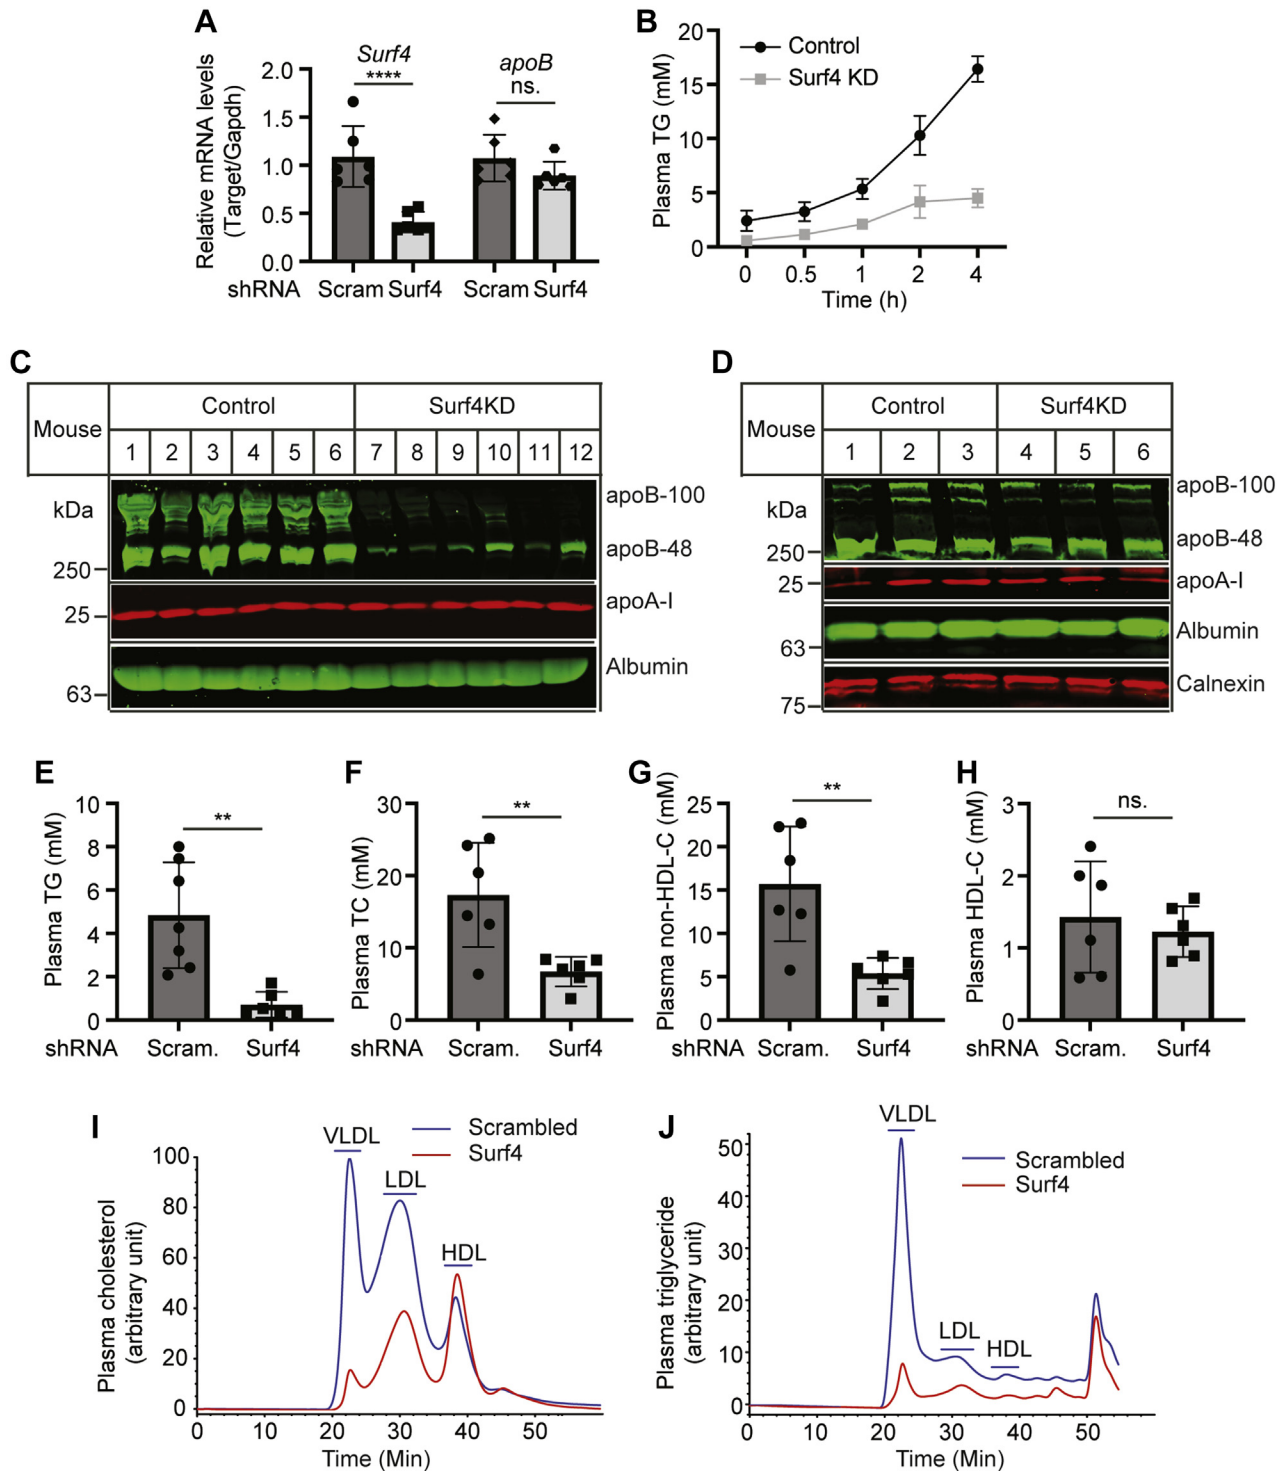 A
Surf4
apoB
****
ns.
Relative mRNA levels
(Target/Gapdh)
2.0
1.5
1.0
0.5
0.0
shRNA
Scram
Surf4
Scram
Surf4
B
Control
Surf4 KD
Plasma TG (mM)
20
15
10
5
0
0
0.5
1
2
4
Time (h)
C
Mouse
Control
Surf4KD
1
2
3
4
5
6
7
8
9
10
11
12
kDa
250
25
63
apoB-100
apoB-48
apoA-I
Albumin
D
Mouse
Control
Surf4KD
1
2
3
4
5
6
kDa
250
25
63
75
apoB-100
apoB-48
apoA-I
Albumin
Calnexin
E
**
Plasma TG (mM)
10
8
6
4
2
0
shRNA
Scram.
Surf4
F
**
Plasma TC (mM)
30
20
10
0
shRNA
Scram.
Surf4
G
**
Plasma non-HDL-C (mM)
25
20
15
10
5
0
shRNA
Scram.
Surf4
H
ns.
Plasma HDL-C (mM)
3
2
1
0
shRNA
Scram.
Surf4
I
VLDL
LDL
HDL
Scrambled
Surf4
Plasma cholesterol
(arbitrary unit)
100
80
60
40
20
0
0
10
20
30
40
50
Time (Min)
J
VLDL
LDL
HDL
Scrambled
Surf4
Plasma triglyceride
(arbitrary unit)
50
40
30
20
10
0
0
10
20
30
40
50
Time (Min)